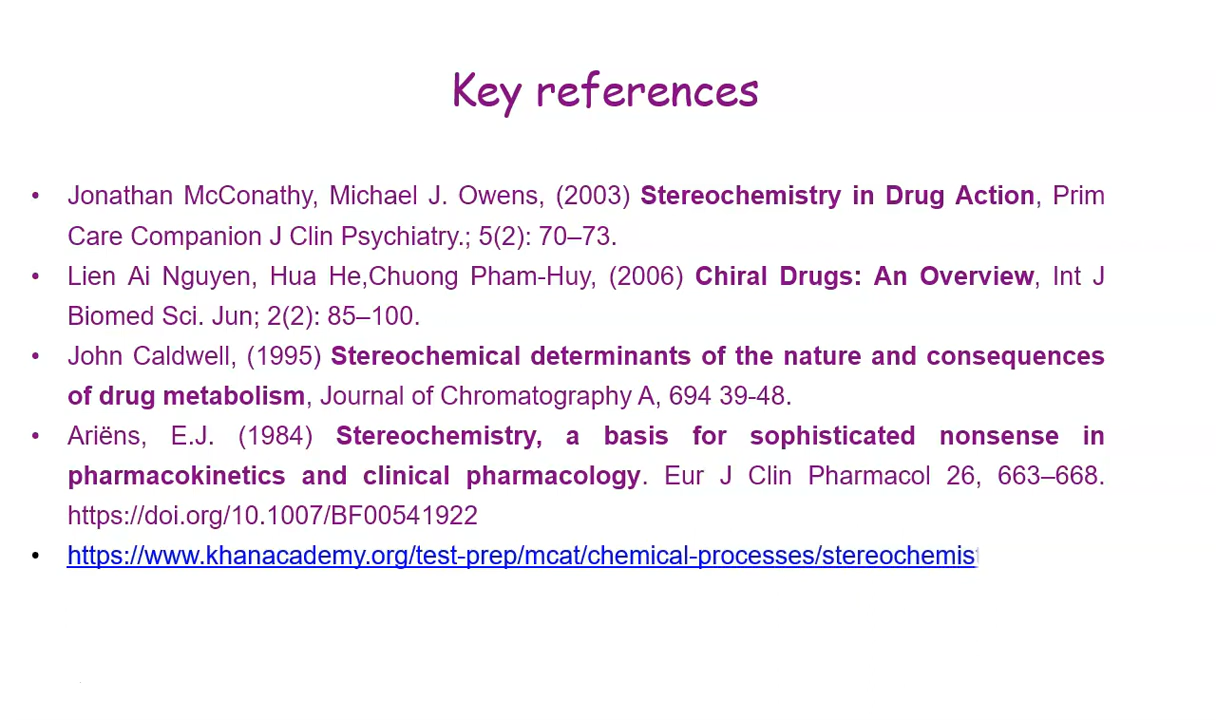 Key references
• Jonathan McConathy, Michael J. Owens, (2003) Stereochemistry in Drug Action, Prim
Care Companion J Clin Psychiatry.; 5(2): 70–73.
• Lien Ai Nguyen, Hua He,Chuong Pham-Huy, (2006) Chiral Drugs: An Overview, Int J
Biomed Sci. Jun; 2(2): 85–100.
• John Caldwell, (1995) Stereochemical determinants of the nature and consequences
of drug metabolism, Journal of Chromatography A, 694 39-48.
• Ariëns, E.J. (1984) Stereochemistry, a basis for sophisticated nonsense in
pharmacokinetics and clinical pharmacology. Eur J Clin Pharmacol 26, 663–668.
https://doi.org/10.1007/BF00541922
• https://www.khanacademy.org/test-prep/mcat/chemical-processes/stereochemis